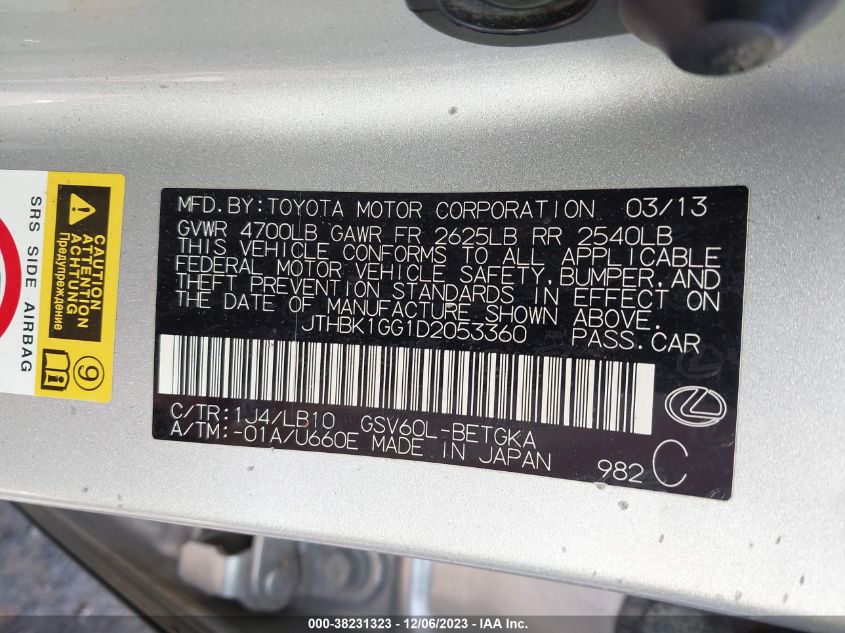 MFD.BY:TOYOTA MOTOR CORPORATION 03/13
GVWR 4700LB GAWR FR 2625LB RR 2540LB
THIS VEHICLE CONFORMS TO ALL APPLICABLE
FEDERAL MOTOR VEHICLE SAFETY, BUMPER, AND
THEFT PREVENTION STANDARDS IN EFFECT ON
THE DATE OF MANUFACTURE SHOWN ABOVE.
JTHBK1GG1D2053360 PASS.CAR
C/TR:1J4/LB10 GSV60L-BETGKA
A/TM:-01A/U660E MADE IN JAPAN
982 C
CAUTION
ATTENTION
ACHTUNG
Предупреждение
SRS SIDE AIRBAG
9
000-38231323 - 12/06/2023 - IAA Inc.